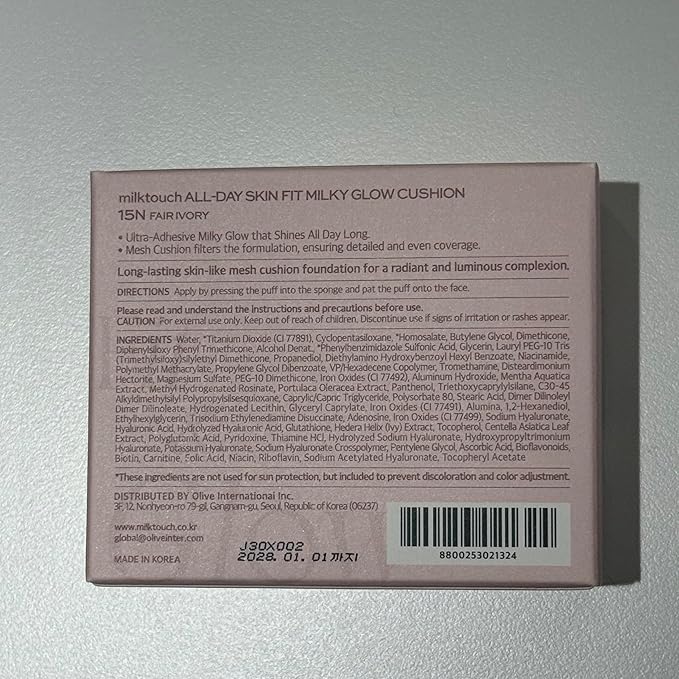 milktouch ALL-DAY SKIN FIT MILKY GLOW CUSHION
15N FAIR IVORY
• Ultra-Adhesive Milky Glow that Shines All Day Long.
• Mesh Cushion filters the formulation, ensuring detailed and even coverage.
Long-lasting skin-like mesh cushion foundation for a radiant and luminous complexion.
DIRECTIONS Apply by pressing the puff into the sponge and pat the puff onto the face.
Please read and understand the instructions and precautions before use.
CAUTION For external use only. Keep out of reach of children. Discontinue use if signs of irritation or rashes appear.
INGREDIENTS Water, *Titanium Dioxide (CI 77891), Cyclopentasiloxane, *Homosalate, Butylene Glycol, Dimethicone,
Diphenylsiloxy Phenyl Trimethicone, Alcohol Denat., *Phenylbenzimidazole Sulfonic Acid, Glycerin, Lauryl PEG-10 Tris
(Trimethylsiloxy)silylethyl Dimethicone, Propanediol, Diethylamino Hydroxybenzoyl Hexyl Benzoate, Niacinamide,
Polymethyl Methacrylate, Propylene Glycol Dibenzoate, VP/Hexadecene Copolymer, Tromethamine, Disteardimonium
Hectorite, Magnesium Sulfate, PEG-10 Dimethicone, Iron Oxides (CI 77492), Aluminum Hydroxide, Mentha Aquatica
Extract, Methyl Hydrogenated Rosinate, Portulaca Oleracea Extract, Panthenol, Triethoxycaprylylsilane, C30-45
Alkyldimethylsilyl Polypropylsilsesquioxane, Caprylic/Capric Triglyceride, Polysorbate 80, Stearic Acid, Dimer Dilinoleyl
Dimer Dilinoleate, Hydrogenated Lecithin, Glyceryl Caprylate, Iron Oxides (CI 77491), Alumina, 1,2-Hexanediol,
Ethylhexylglycerin, Trisodium Ethylenediamine Disuccinate, Adenosine, Iron Oxides (CI 77499), Sodium Hyaluronate,
Hyaluronic Acid, Hydrolyzed Hyaluronic Acid, Glutathione, Hedera Helix (Ivy) Extract, Tocopherol, Centella Asiatica Leaf
Extract, Polyglutamic Acid, Pyridoxine, Thiamine HCl, Hydrolyzed Sodium Hyaluronate, Hydroxypropyltrimonium
Hyaluronate, Potassium Hyaluronate, Sodium Hyaluronate Crosspolymer, Pentylene Glycol, Ascorbic Acid, Bioflavonoids,
Biotin, Carnitine, Folic Acid, Niacin, Riboflavin, Sodium Acetylated Hyaluronate, Tocopheryl Acetate
*These ingredients are not used for sun protection, but included to prevent discoloration and color adjustment.
DISTRIBUTED BY Olive International Inc.
3F, 12, Nonhyeon-ro 79-gil, Gangnam-gu, Seoul, Republic of Korea (06237)
www.milktouch.co.kr
global@oliveinter.com
MADE IN KOREA
J30X002
2028. 01. 01까지
8800253021324